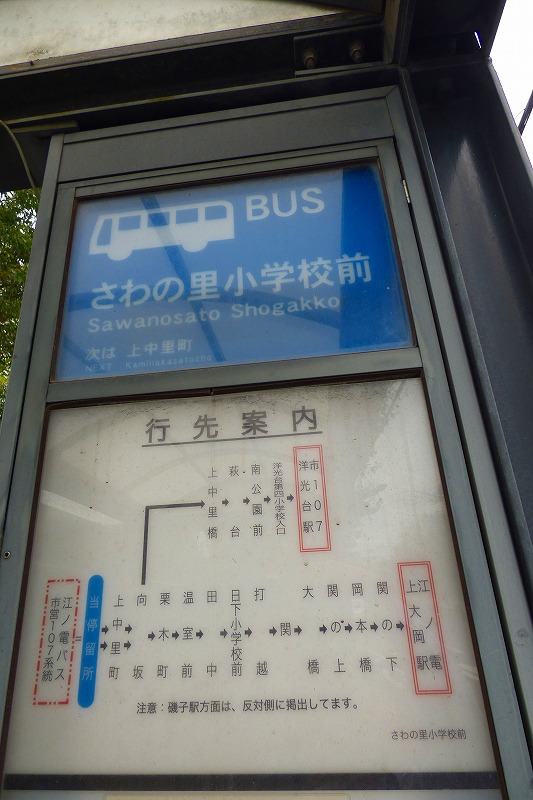 BUS
さわの里小学校前
Sawanosato Shogakko
次は 上中里町
NEXT Kaminakazatocho
行先案内
上中里橋
萩・台
南公園前
洋光台第四小学校入口
市107
洋光台駅
江ノ電バス
市営107系統
=
当停留所
上中里町
向坂
栗木町
温室前
田中
日下小学校前
打越
関
大橋
関の上
岡本橋
関の下
江ノ電
上大岡駅
注意：磯子駅方面は、反対側に掲出してます。
さわの里小学校前